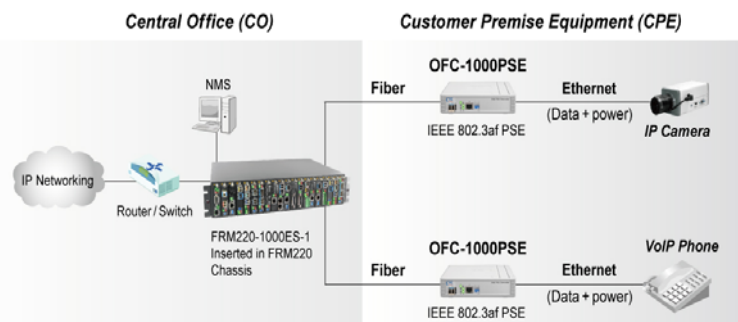 Central Office (CO)
Customer Premise Equipment (CPE)
OFC-1000PSE
NMS
Fiber
Ethernet
(Data + power)
IEEE 802.3af PSE
IP Camera
IP Networking
Router / Switch
FRM220-1000ES-1
Inserted in FRM220
Chassis
OFC-1000PSE
VoIP Phone
Fiber
Ethernet
(Data + power)
IEEE 802.3af PSE